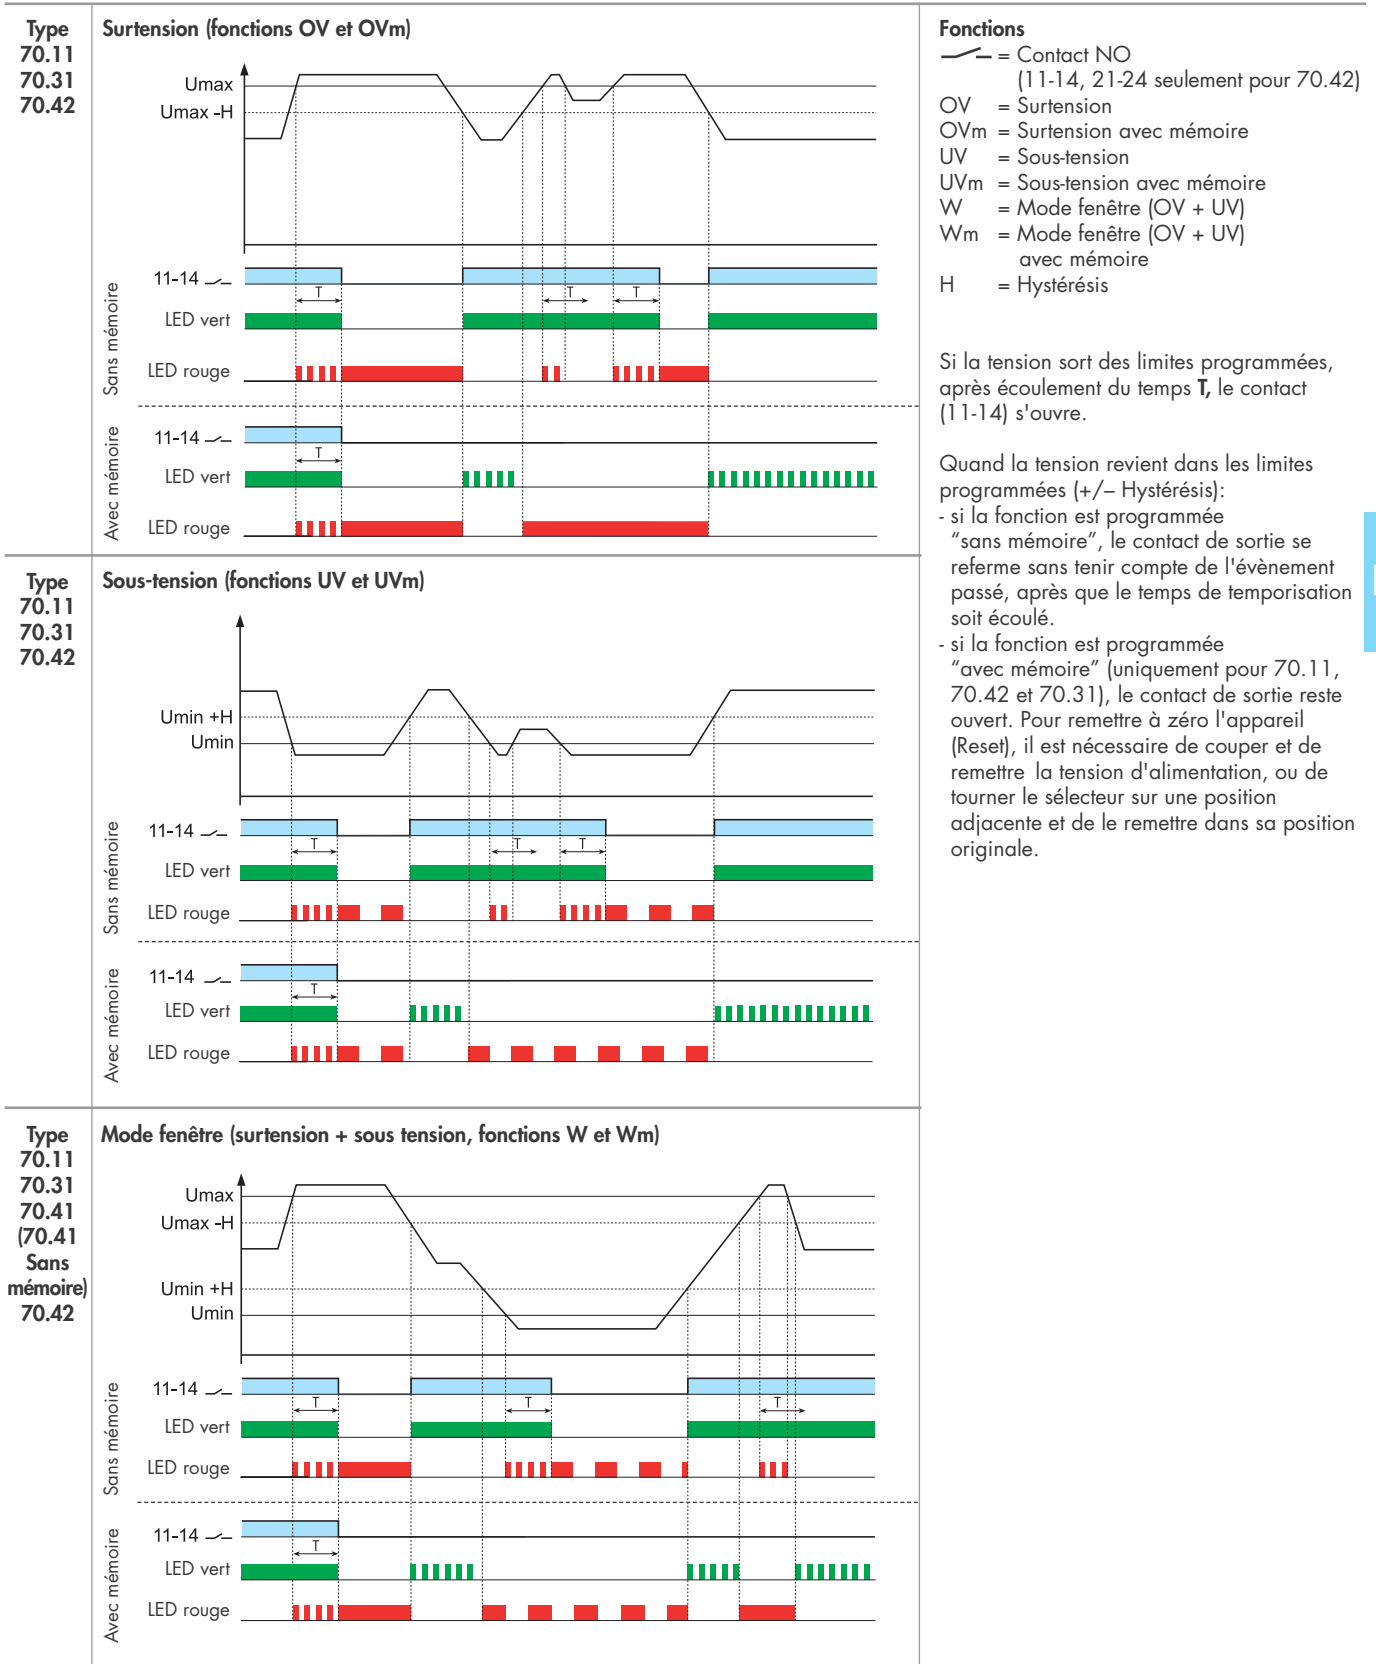 Type
70.11
70.31
70.42
Surtension (fonctions OV et OVm)
Umax
Umax -H
Sans mémoire
11-14
T
T
T
LED vert
LED rouge
Avec mémoire
11-14
T
LED vert
LED rouge
Type
70.11
70.31
70.42
Sous-tension (fonctions UV et UVm)
Umin +H
Umin
Sans mémoire
11-14
T
T
T
LED vert
LED rouge
Avec mémoire
11-14
T
LED vert
LED rouge
Type
70.11
70.31
70.41
(70.41
Sans
mémoire)
70.42
Mode fenêtre (surtension + sous tension, fonctions W et Wm)
Umax
Umax -H
Umin +H
Umin
Sans mémoire
11-14
T
T
T
LED vert
LED rouge
Avec mémoire
11-14
T
LED vert
LED rouge
Fonctions
= Contact NO
(11-14, 21-24 seulement pour 70.42)
OV = Surtension
OVm = Surtension avec mémoire
UV = Sous-tension
UVm = Sous-tension avec mémoire
W = Mode fenêtre (OV + UV)
Wm = Mode fenêtre (OV + UV)
avec mémoire
H = Hystérésis
Si la tension sort des limites programmées,
après écoulement du temps T, le contact
(11-14) s'ouvre.
Quand la tension revient dans les limites
programmées (+/– Hystérésis):
- si la fonction est programmée
“sans mémoire”, le contact de sortie se
referme sans tenir compte de l'évènement
passé, après que le temps de temporisation
soit écoulé.
- si la fonction est programmée
“avec mémoire” (uniquement pour 70.11,
70.42 et 70.31), le contact de sortie reste
ouvert. Pour remettre à zéro l'appareil
(Reset), il est nécessaire de couper et de
remettre la tension d'alimentation, ou de
tourner le sélecteur sur une position
adjacente et de le remettre dans sa position
originale.